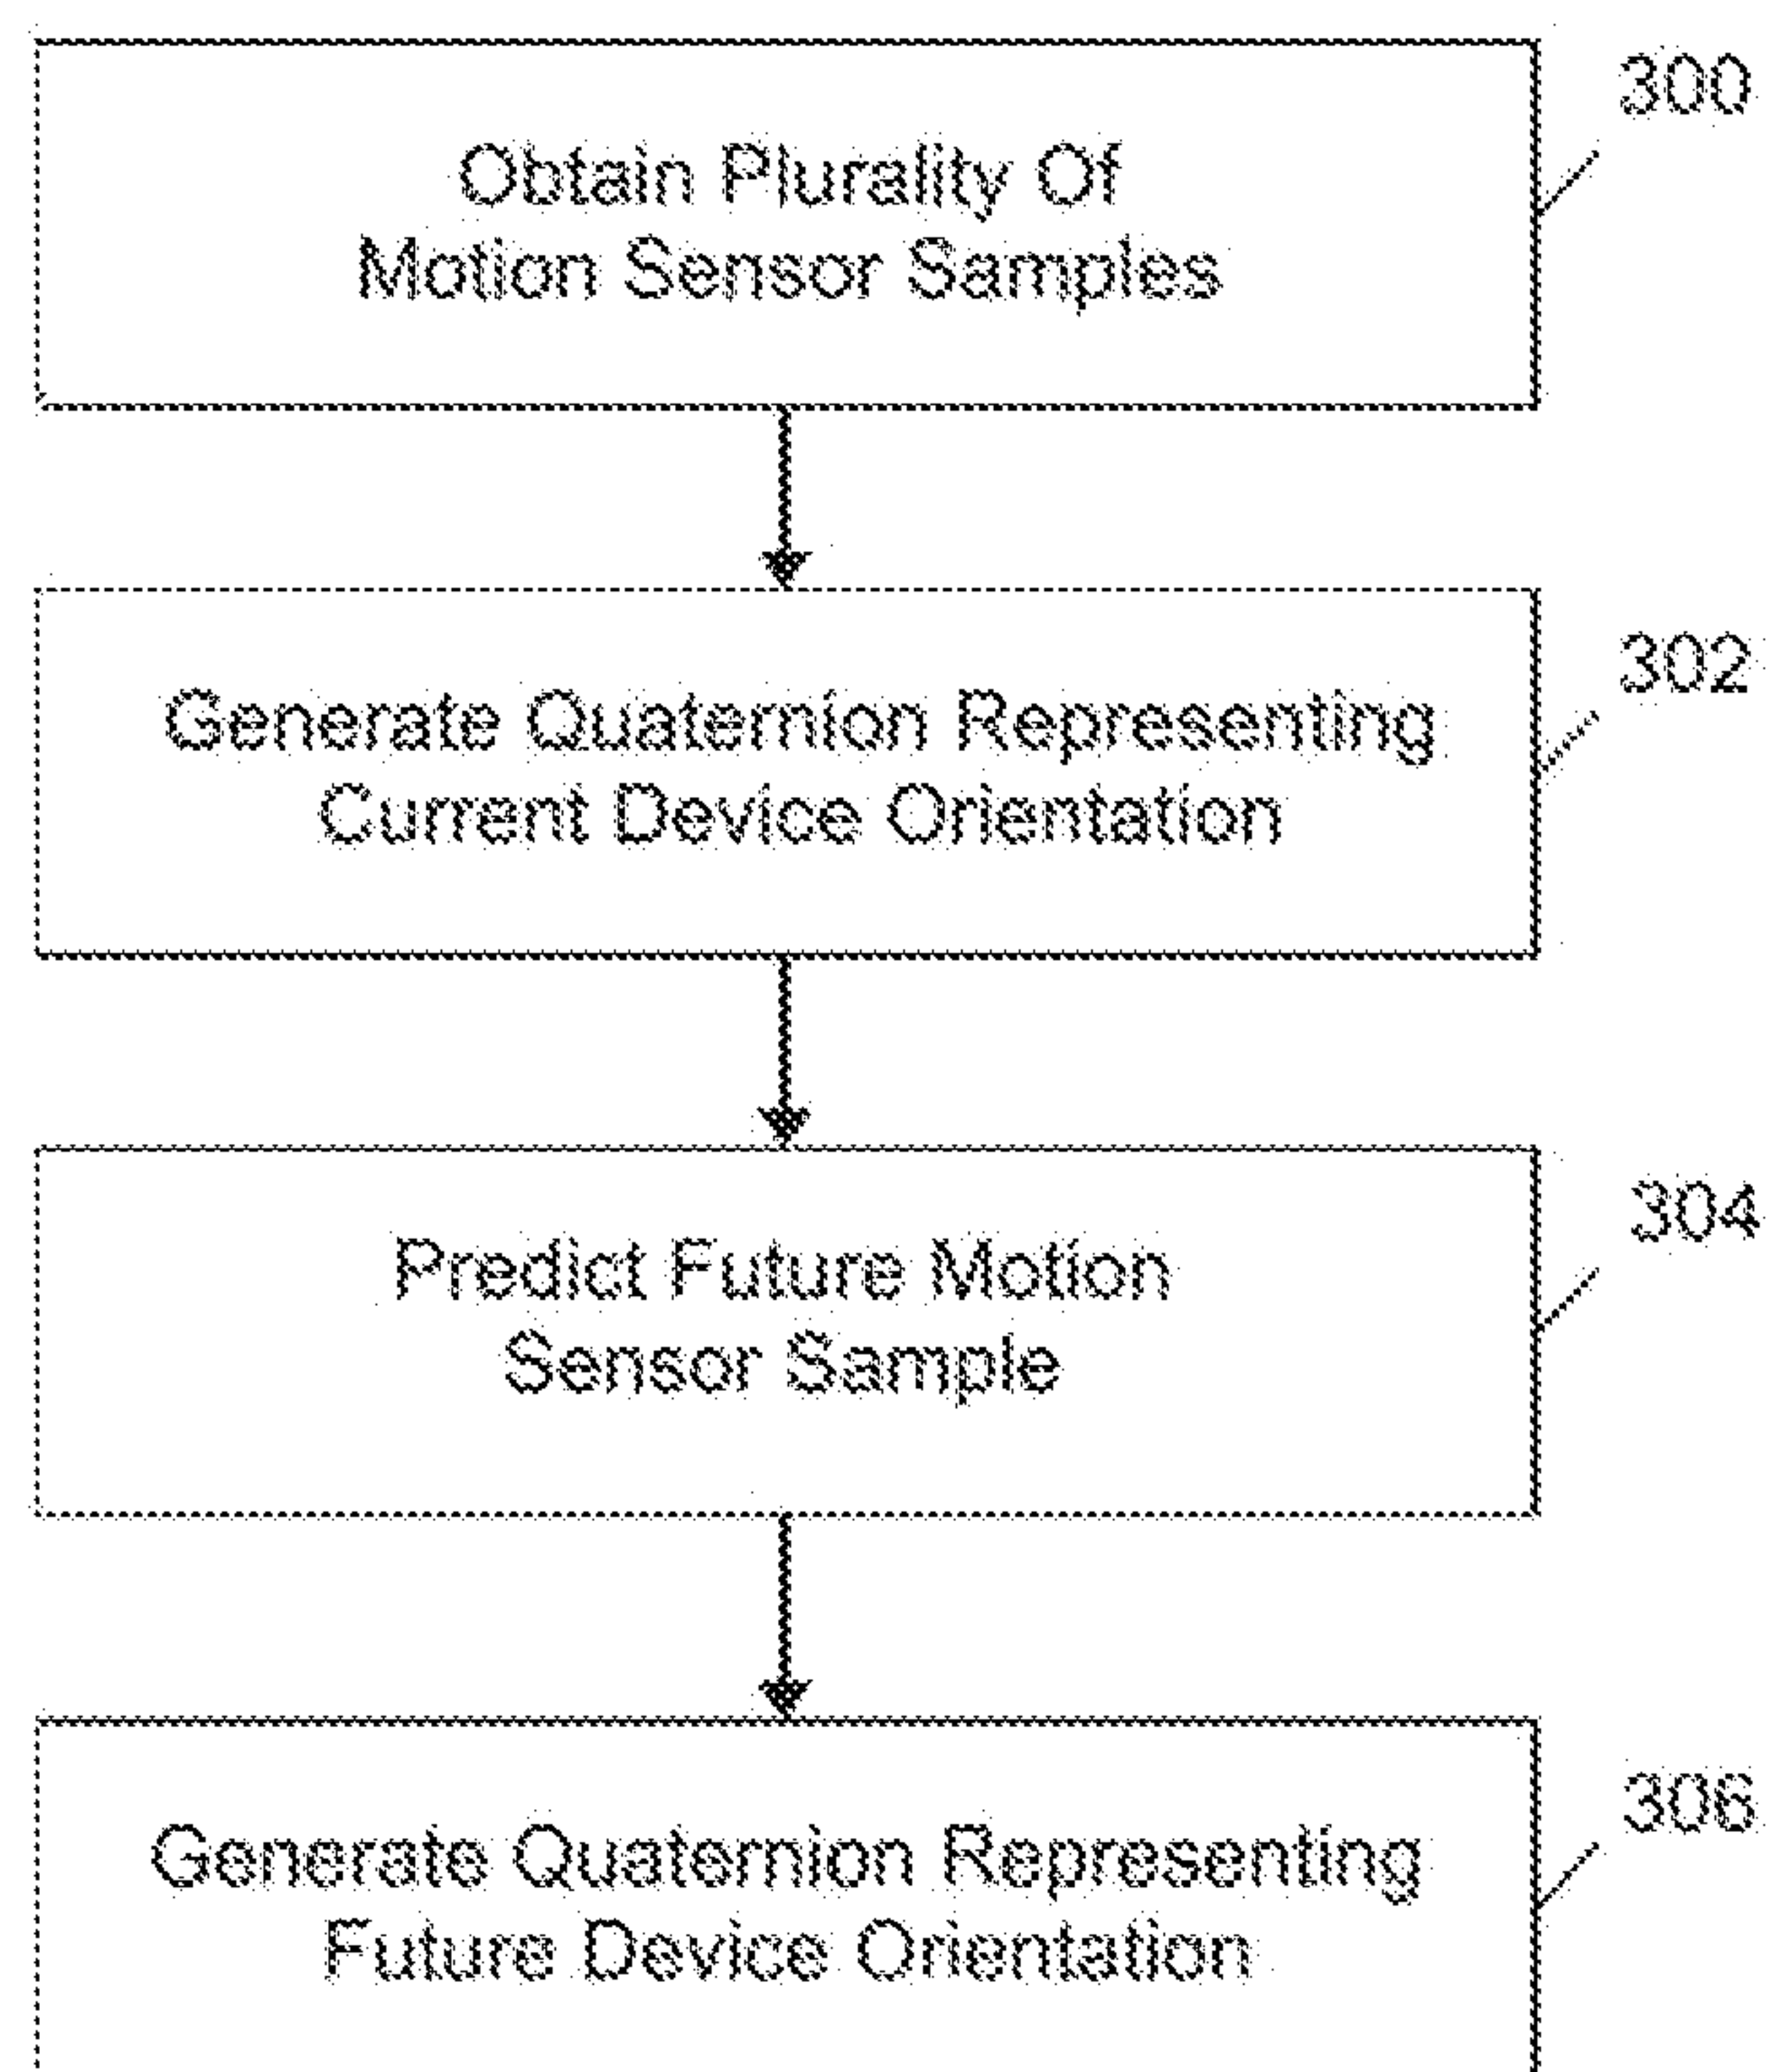 300
Obtain Plurality Of
Motion Sensor Samples
302
Generate Quaternion Representing
Current Device Orientation
304
Predict Future Motion
Sensor Sample
306
Generate Quaternion Representing
Future Device Orientation